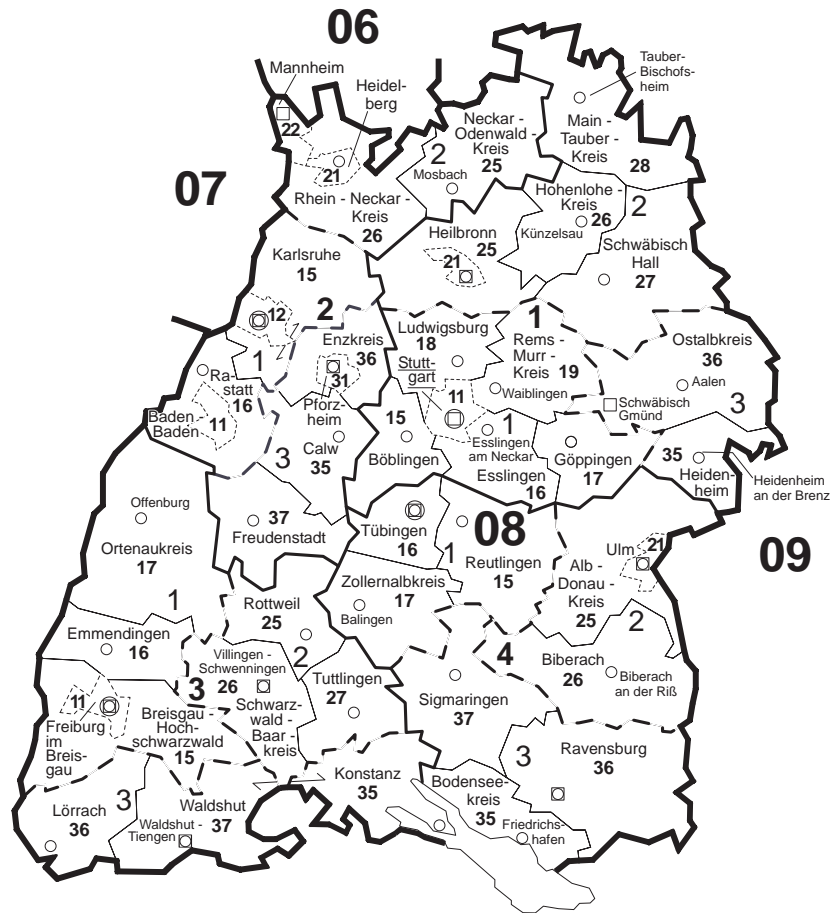 06
Mannheim
Heidel-
berg
22
21
Rhein - Neckar -
Kreis
26
07
Neckar -
Odenwald
Kreis
25
2
Mosbach
Tauber-
Bischofs-
heim
Main -
Tauber -
Kreis
28
Hohenlohe -
Kreis
26
Künzelsau
2
Schwäbisch
Hall
27
Heilbronn
25
21
Karlsruhe
15
12
2
1
Enzkreis
36
31
Pforz-
heim
Ra-
statt
16
Baden -
Baden
11
3
Calw
35
Ludwigsburg
18
Stutt-
gart
11
1
Rems -
Murr -
Kreis
19
Waiblingen
Ostalbkreis
36
Aalen
Schwäbisch
Gmünd
3
15
Böblingen
1
Esslingen
am Neckar
Esslingen
16
Göppingen
17
35
Heiden-
heim
Heidenheim
an der Brenz
Offenburg
Ortenaukreis
17
37
Freudenstadt
Tübingen
16
08
1
Reutlingen
15
Ulm
21
09
Alb -
Donau -
Kreis
25
2
Zollernalbkreis
17
Balingen
1
Emmendingen
16
Rottweil
25
2
Villingen -
Schwenningen
26
Schwarz-
wald -
Baar -
kreis
3
Tuttlingen
27
Sigmaringen
37
4
Biberach
26
Biberach
an der Riß
11
Freiburg
im
Breis-
gau
Breisgau -
Hoch-
schwarzwald
15
Konstanz
35
Bodensee-
kreis
35
Friedrichs-
hafen
3
Ravensburg
36
Lörrach
36
3
Waldshut
37
Waldshut -
Tiengen